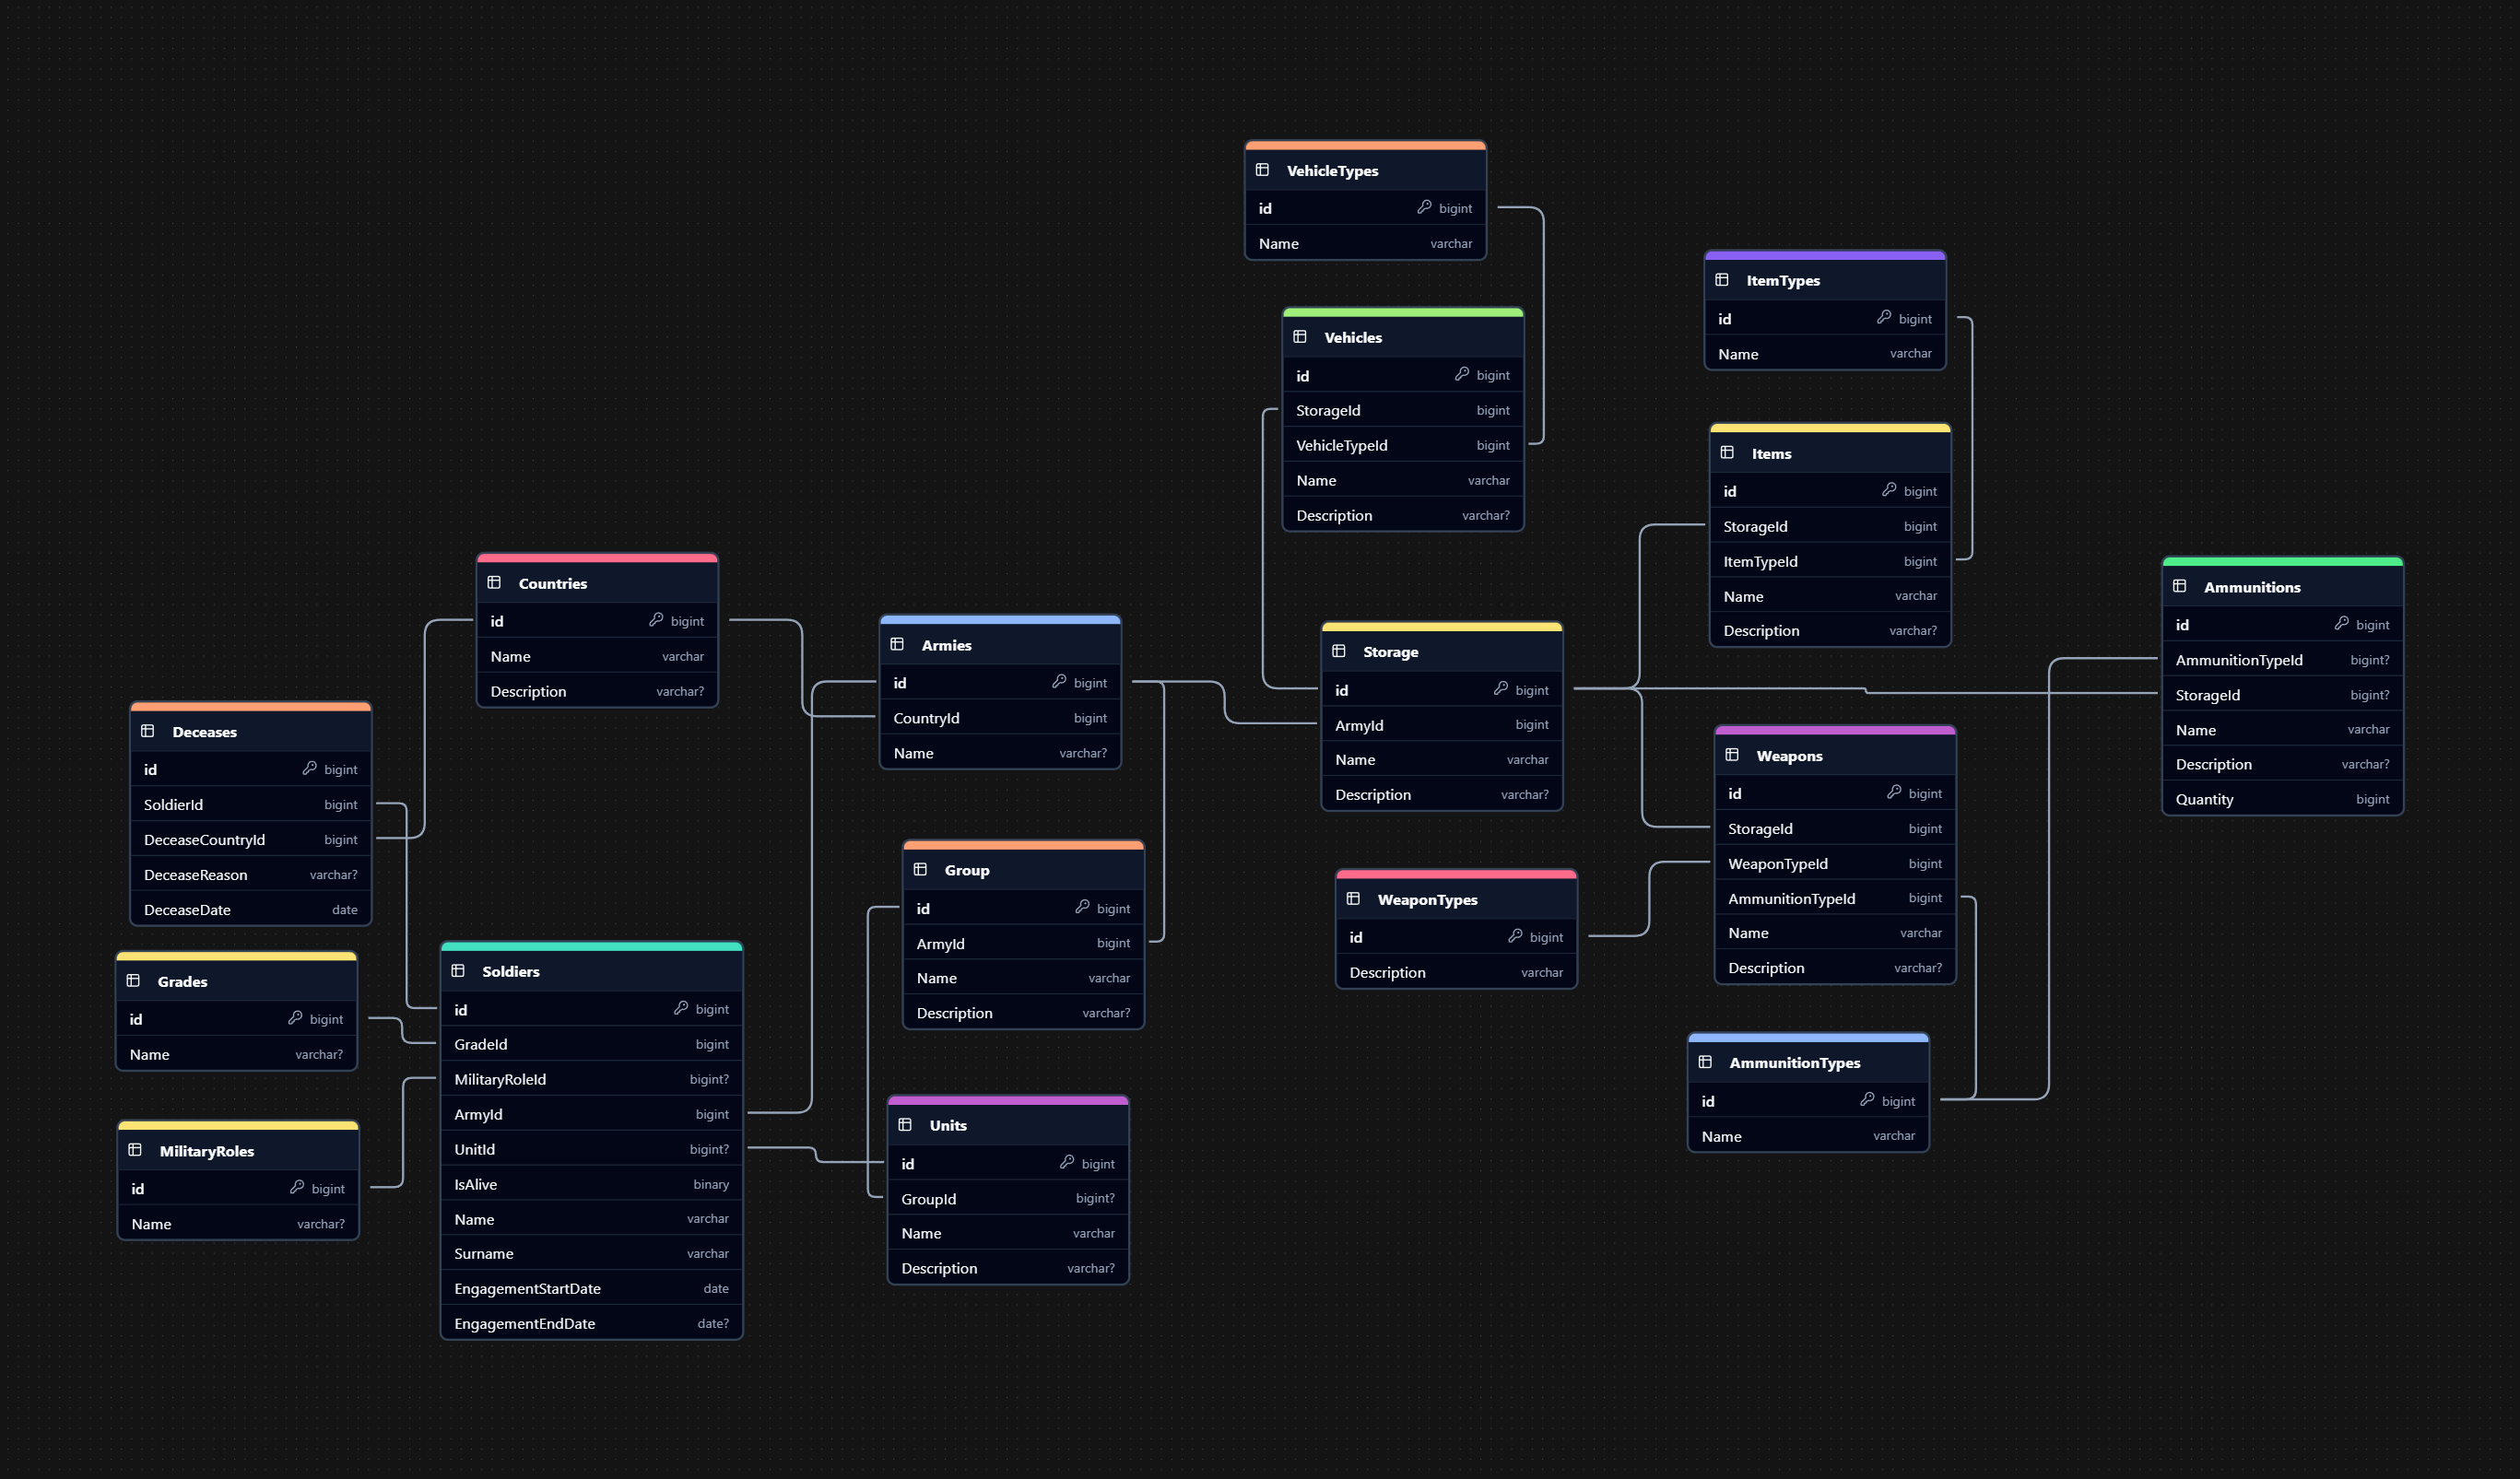 VehicleTypes
id bigint
Name varchar
ItemTypes
id bigint
Name varchar
Vehicles
id bigint
StorageId bigint
VehicleTypeId bigint
Name varchar
Description varchar?
Items
id bigint
StorageId bigint
ItemTypeId bigint
Name varchar
Description varchar?
Countries
id bigint
Name varchar
Description varchar?
Ammunitions
id bigint
AmmunitionTypeId bigint?
StorageId bigint?
Name varchar
Description varchar?
Quantity bigint
Armies
id bigint
CountryId bigint
Name varchar?
Storage
id bigint
ArmyId bigint
Name varchar
Description varchar?
Deceases
id bigint
SoldierId bigint
DeceaseCountryId bigint
DeceaseReason varchar?
DeceaseDate date
Weapons
id bigint
StorageId bigint
WeaponTypeId bigint
AmmunitionTypeId bigint
Name varchar
Description varchar?
Group
id bigint
ArmyId bigint
Name varchar
Description varchar?
WeaponTypes
id bigint
Description varchar
Grades
id bigint
Name varchar?
Soldiers
id bigint
GradeId bigint
MilitaryRoleId bigint?
ArmyId bigint
UnitId bigint?
IsAlive binary
Name varchar
Surname varchar
EngagementStartDate date
EngagementEndDate date?
AmmunitionTypes
id bigint
Name varchar
Units
id bigint
GroupId bigint?
Name varchar
Description varchar?
MilitaryRoles
id bigint
Name varchar?